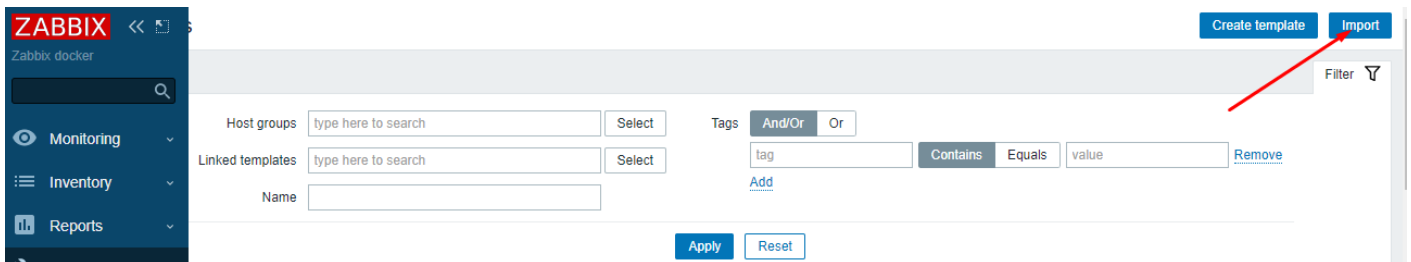 ZABBIX
s
Create template Import
Zabbix docker
Filter
Host groups type here to search Select Tags And/Or Or
Monitoring
Linked templates type here to search Select tag Contains Equals value Remove
Add
Inventory
Name
Reports
Apply Reset